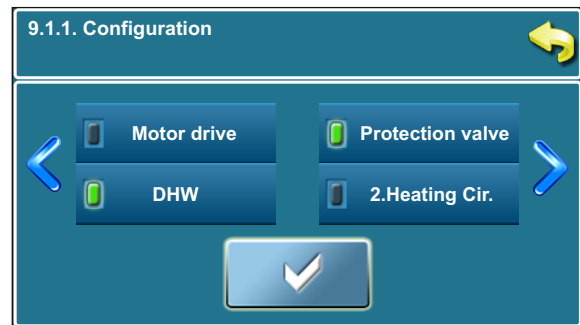 9.1.1. Configuration
Motor drive
Protection valve
DHW
2.Heating Cir.